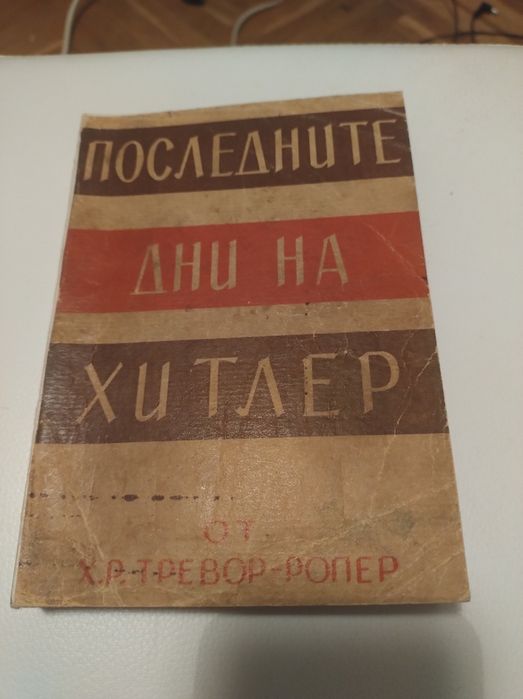 ПОСЛЕДНИТЕ
ДНИ НА
ХИТЛЕР
ОТ
Х.Р. ТРЕВОР-РОПЕР